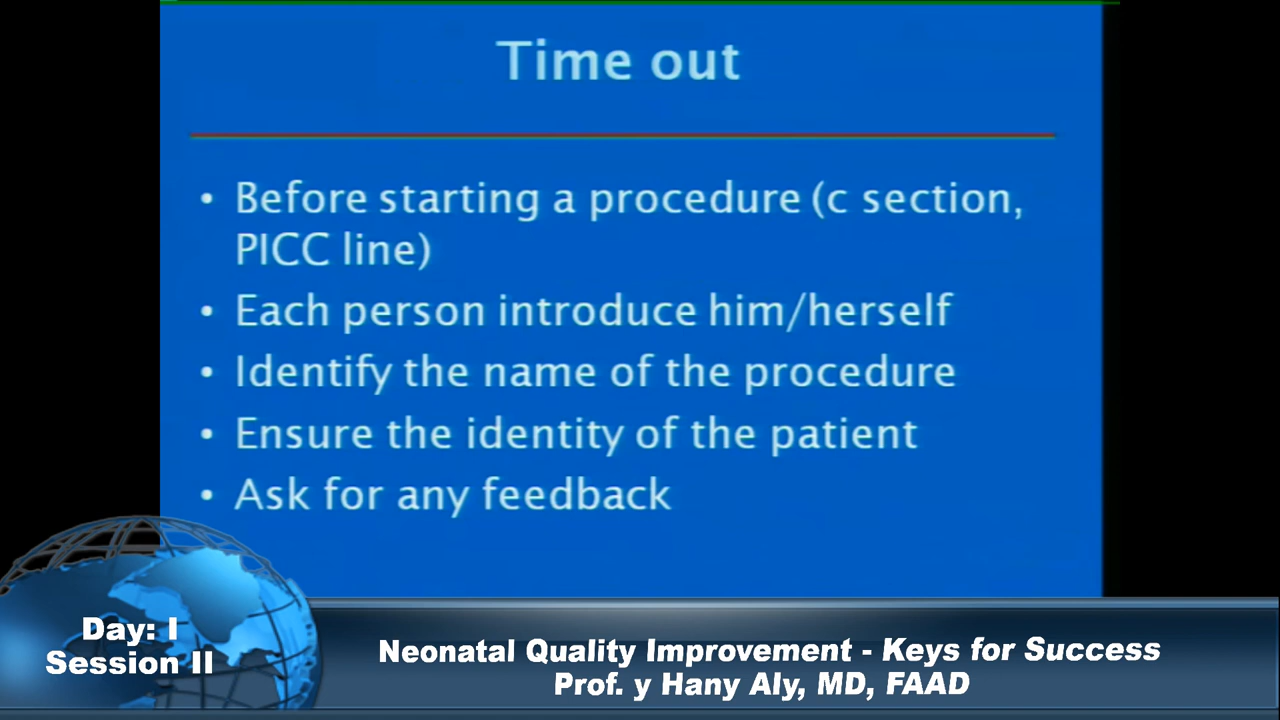 Time out
• Before starting a procedure (c section,
PICC line)
• Each person introduce him/herself
• Identify the name of the procedure
• Ensure the identity of the patient
• Ask for any feedback
Day: I
Session II
Neonatal Quality Improvement - Keys for Success
Prof. y Hany Aly, MD, FAAD